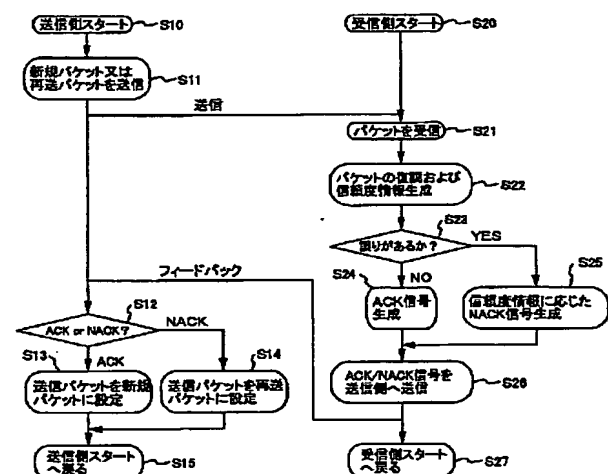 送信側スタート
S10
新規パケット又は
再送パケットを送信
S11
送信
受信側スタート
S20
パケットを受信
S21
パケットの復調および
信頼度情報生成
S22
S23
誤りがあるか?
YES
NO
S24
ACK信号
生成
S25
信頼度情報に応じた
NACK信号生成
フィードバック
S12
ACK or NACK?
NACK
ACK
S13
送信パケットを新規
パケットに設定
S14
送信パケットを再送
パケットに設定
ACK/NACK信号を
送信側へ送信
S26
送信側スタート
へ戻る
S15
受信側スタート
へ戻る
S27